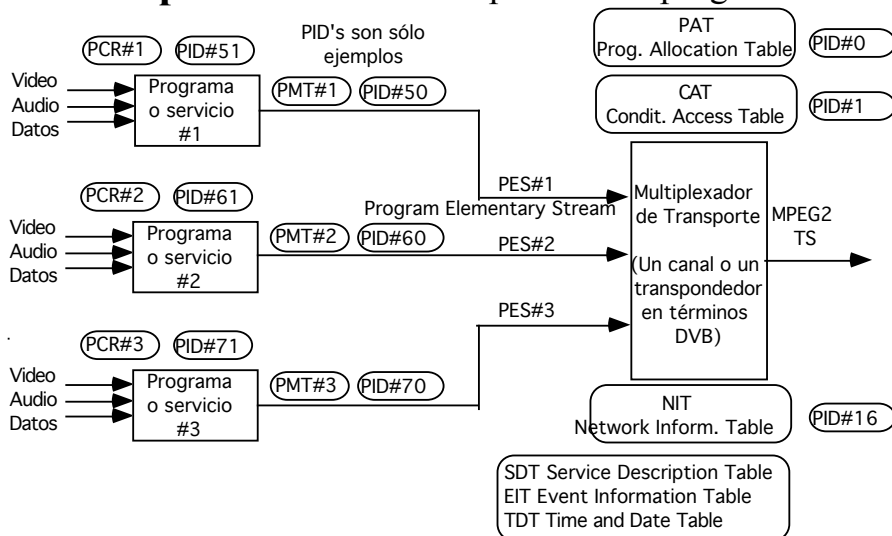 PCR#1
PID#51
PID's son sólo
ejemplos
PAT
Prog. Allocation Table
PID#0
Video
Audio
Datos
Programa
o servicio
#1
PMT#1
PID#50
CAT
Condit. Access Table
PID#1
PES#1
Program Elementary Stream
PCR#2
PID#61
Video
Audio
Datos
Programa
o servicio
#2
PMT#2
PID#60
PES#2
Multiplexador
de Transporte
(Un canal o un
transpondedor
en términos
DVB)
MPEG2
TS
PES#3
PCR#3
PID#71
Video
Audio
Datos
Programa
o servicio
#3
PMT#3
PID#70
NIT
Network Inform. Table
PID#16
SDT Service Description Table
EIT Event Information Table
TDT Time and Date Table